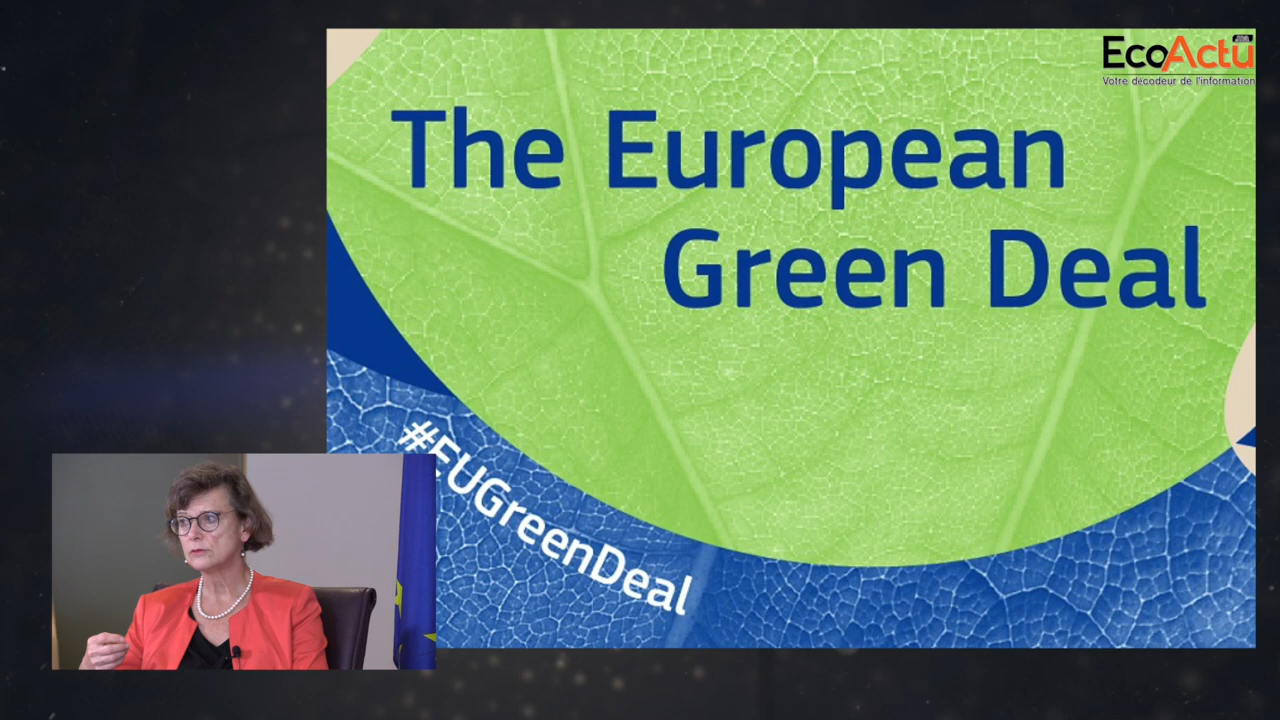 EcoActu
Votre décodeur de l'information
The European
Green Deal
#EUGreenDeal